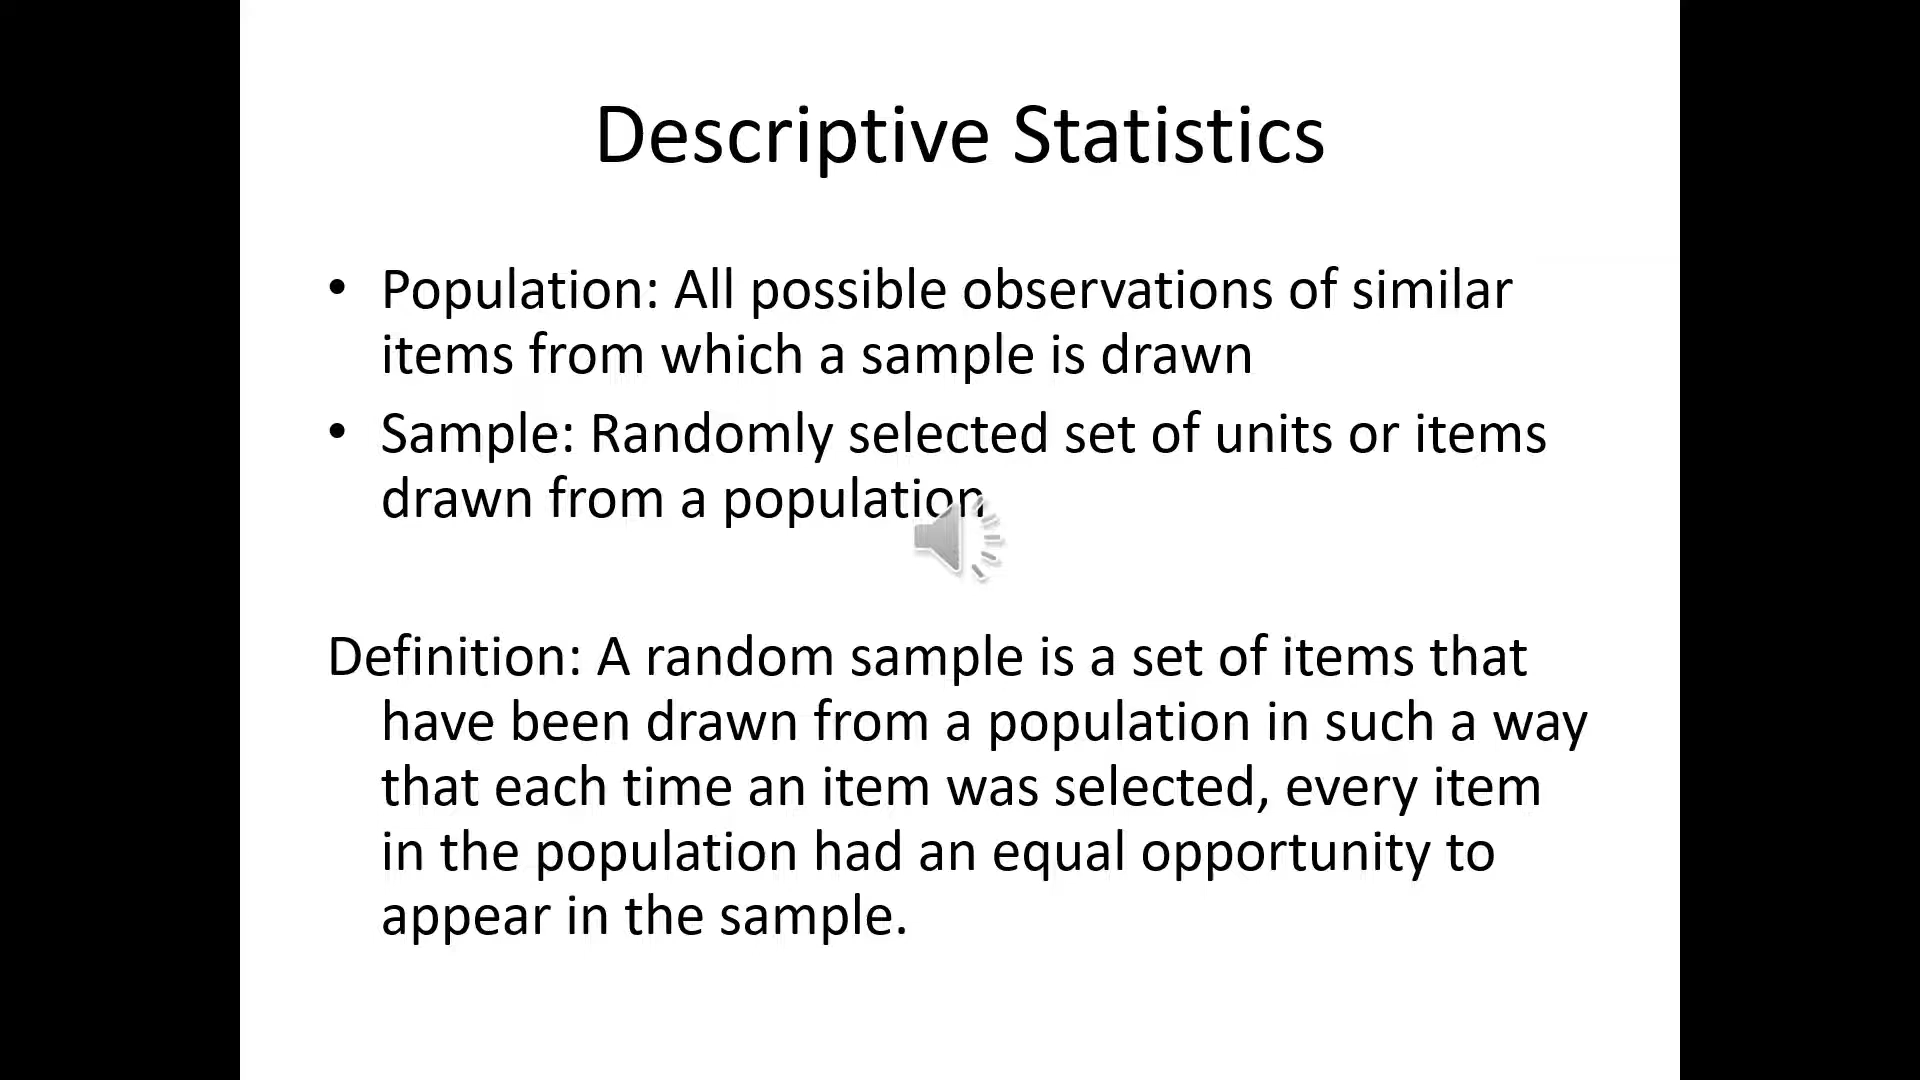 Descriptive Statistics
• Population: All possible observations of similar
items from which a sample is drawn
• Sample: Randomly selected set of units or items
drawn from a population
Definition: A random sample is a set of items that
have been drawn from a population in such a way
that each time an item was selected, every item
in the population had an equal opportunity to
appear in the sample.